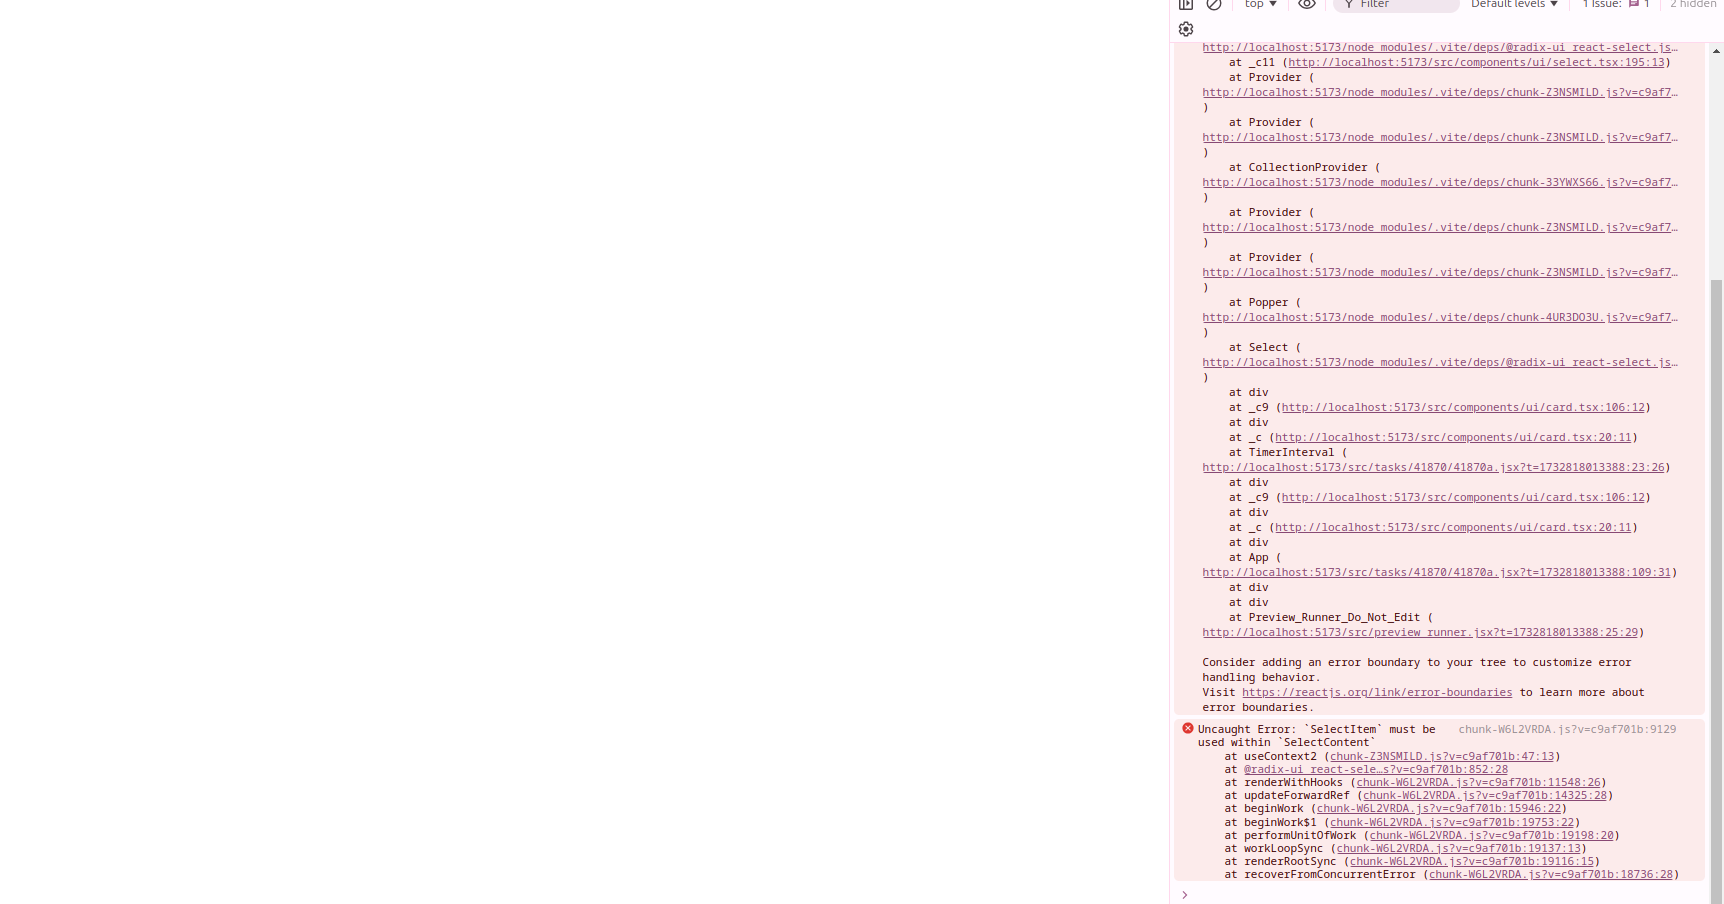 top ▼ Filter Default levels ▼ 1 Issue: 1 2 hidden
http://localhost:5173/node_modules/.vite/deps/@radix-ui_react-select.js…
at _c11 (http://localhost:5173/src/components/ui/select.tsx:195:13)
at Provider (
http://localhost:5173/node_modules/.vite/deps/chunk-Z3NSMILD.js?v=c9af7…
)
at Provider (
http://localhost:5173/node_modules/.vite/deps/chunk-Z3NSMILD.js?v=c9af7…
)
at CollectionProvider (
http://localhost:5173/node_modules/.vite/deps/chunk-33YWXS66.js?v=c9af7…
)
at Provider (
http://localhost:5173/node_modules/.vite/deps/chunk-Z3NSMILD.js?v=c9af7…
)
at Provider (
http://localhost:5173/node_modules/.vite/deps/chunk-Z3NSMILD.js?v=c9af7…
)
at Popper (
http://localhost:5173/node_modules/.vite/deps/chunk-4UR3DO3U.js?v=c9af7…
)
at Select (
http://localhost:5173/node_modules/.vite/deps/@radix-ui_react-select.js…
)
at div
at _c9 (http://localhost:5173/src/components/ui/card.tsx:106:12)
at div
at _c (http://localhost:5173/src/components/ui/card.tsx:20:11)
at TimerInterval (
http://localhost:5173/src/tasks/41870/41870a.jsx?t=1732818013388:23:26)
at div
at _c9 (http://localhost:5173/src/components/ui/card.tsx:106:12)
at div
at _c (http://localhost:5173/src/components/ui/card.tsx:20:11)
at div
at App (
http://localhost:5173/src/tasks/41870/41870a.jsx?t=1732818013388:109:31)
at div
at div
at Preview_Runner_Do_Not_Edit (
http://localhost:5173/src/preview_runner.jsx?t=1732818013388:25:29)
Consider adding an error boundary to your tree to customize error
handling behavior.
Visit https://reactjs.org/link/error-boundaries to learn more about
error boundaries.
Uncaught Error: `SelectItem` must be chunk-W6L2VRDA.js?v=c9af701b:9129
used within `SelectContent`
at useContext2 (chunk-Z3NSMILD.js?v=c9af701b:47:13)
at @radix-ui_react-sele…s?v=c9af701b:852:28
at renderWithHooks (chunk-W6L2VRDA.js?v=c9af701b:11548:26)
at updateForwardRef (chunk-W6L2VRDA.js?v=c9af701b:14325:28)
at beginWork (chunk-W6L2VRDA.js?v=c9af701b:15946:22)
at beginWork$1 (chunk-W6L2VRDA.js?v=c9af701b:19753:22)
at performUnitOfWork (chunk-W6L2VRDA.js?v=c9af701b:19198:20)
at workLoopSync (chunk-W6L2VRDA.js?v=c9af701b:19137:13)
at renderRootSync (chunk-W6L2VRDA.js?v=c9af701b:19116:15)
at recoverFromConcurrentError (chunk-W6L2VRDA.js?v=c9af701b:18736:28)